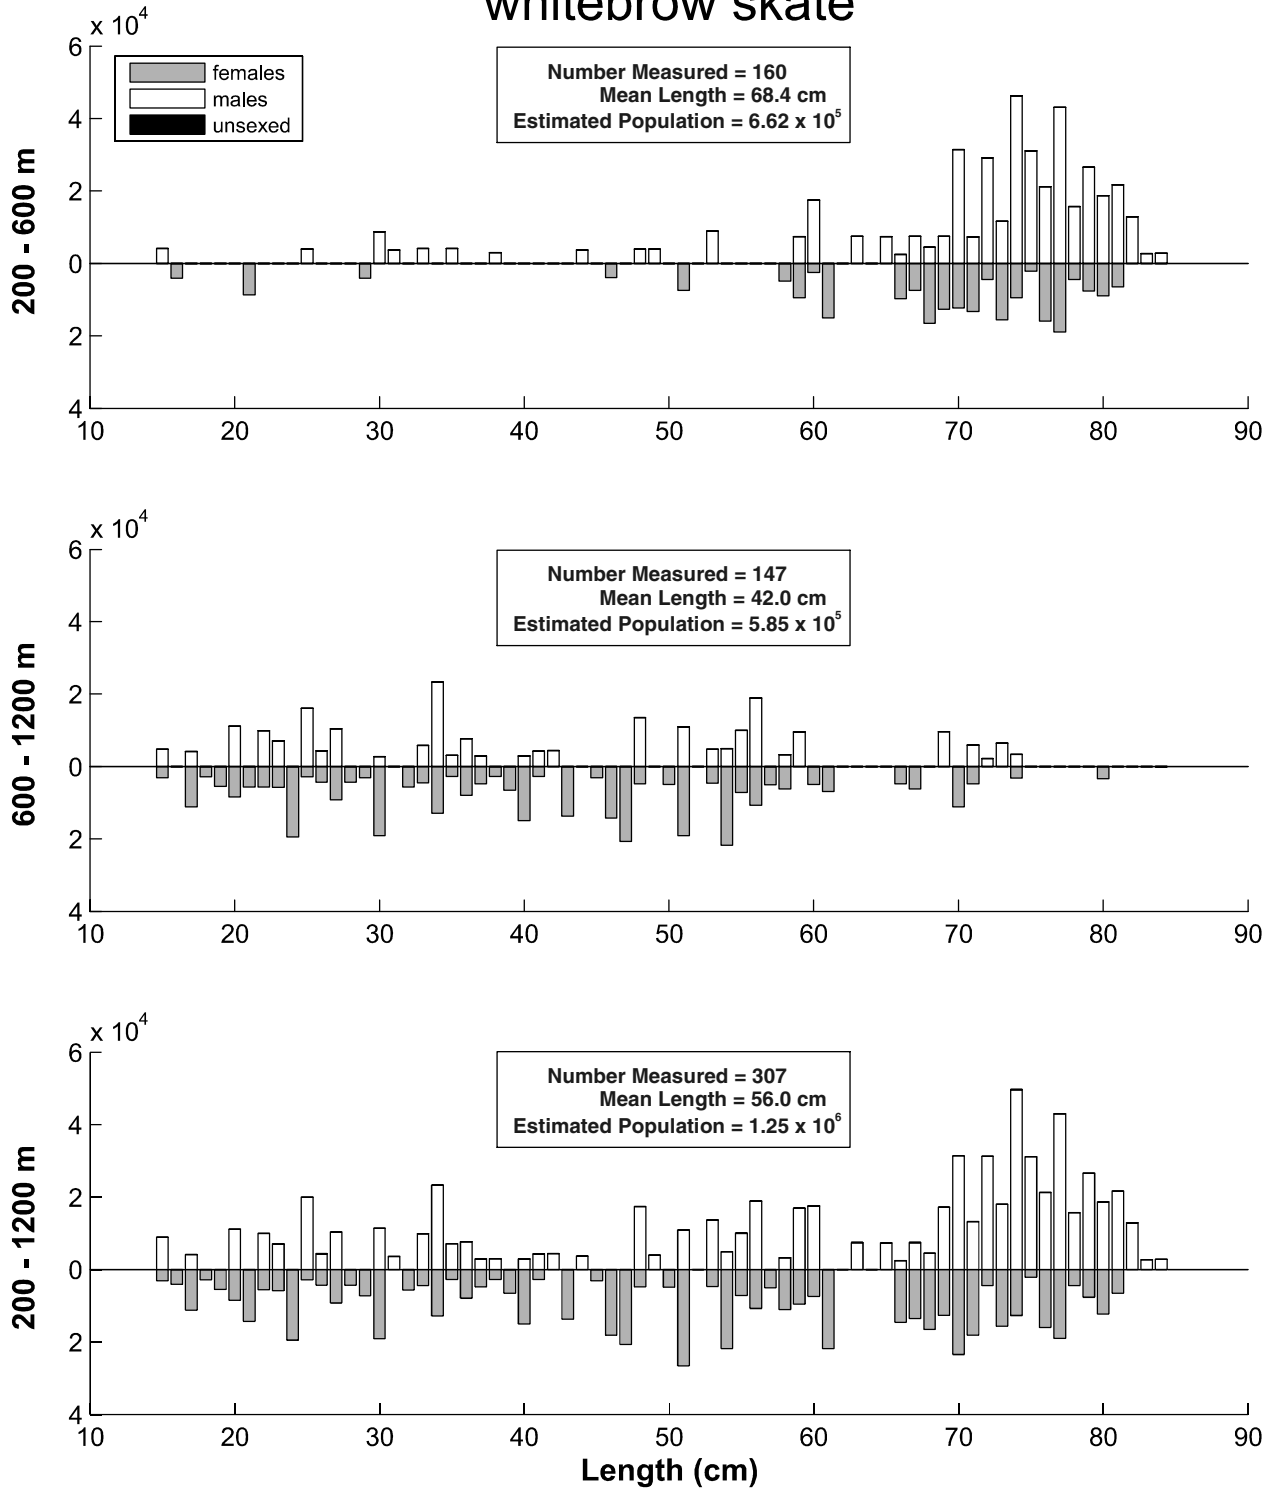 whitebrow skate
x 10^4
6
4
2
0
2
4
200 - 600 m
females
males
unsexed
Number Measured = 160
Mean Length = 68.4 cm
Estimated Population = 6.62 x 10^5
10 20 30 40 50 60 70 80 90
x 10^4
6
4
2
0
2
4
600 - 1200 m
Number Measured = 147
Mean Length = 42.0 cm
Estimated Population = 5.85 x 10^5
10 20 30 40 50 60 70 80 90
x 10^4
6
4
2
0
2
4
200 - 1200 m
Number Measured = 307
Mean Length = 56.0 cm
Estimated Population = 1.25 x 10^6
10 20 30 40 50 60 70 80 90
Length (cm)